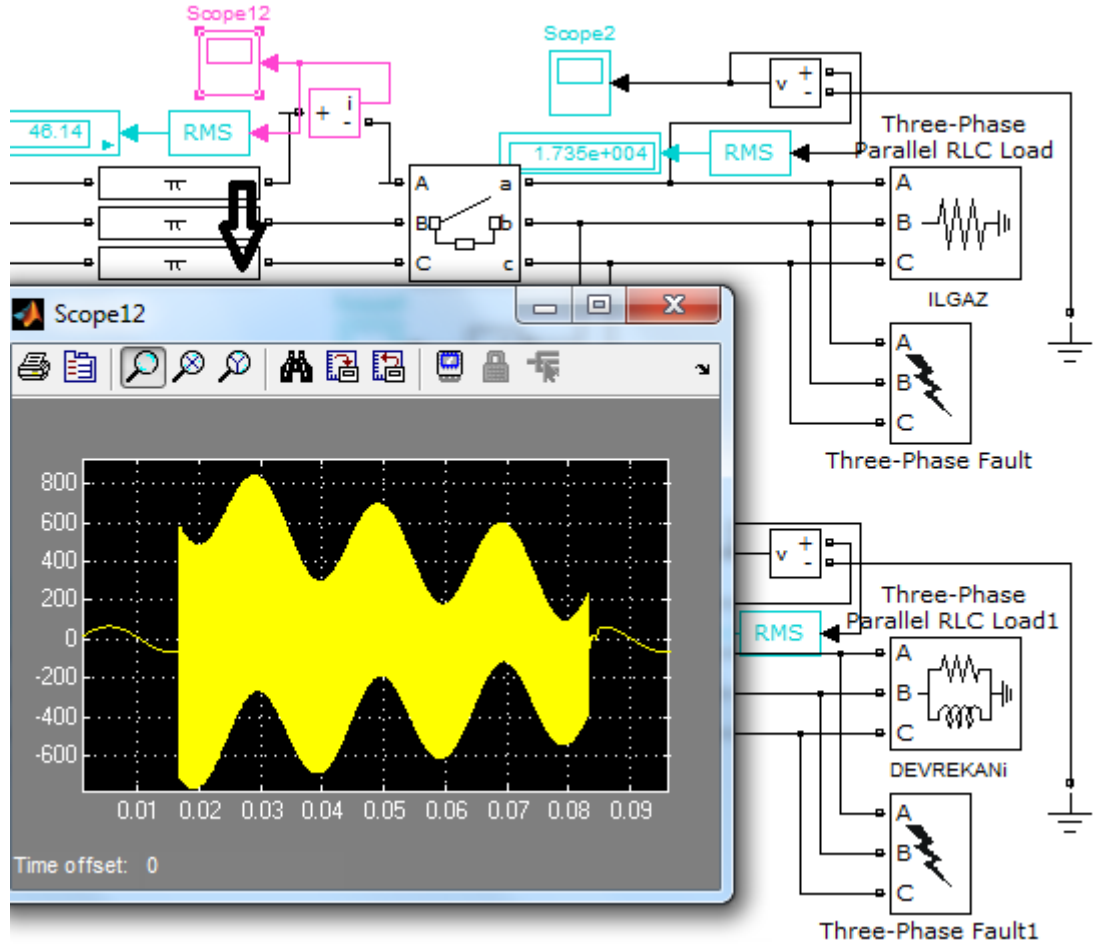 Scope12
Scope2
v + -
i
+ -
46.14
RMS
1.735e+004
RMS
Three-Phase
Parallel RLC Load
A a
B b
C c
A
B
C
ILGAZ
A
B
C
Three-Phase Fault
Scope12
800
600
400
200
0
-200
-400
-600
0.01 0.02 0.03 0.04 0.05 0.06 0.07 0.08 0.09
Time offset: 0
v + -
Three-Phase
Parallel RLC Load1
RMS
A
B
C
DEVREKANi
A
B
C
Three-Phase Fault1